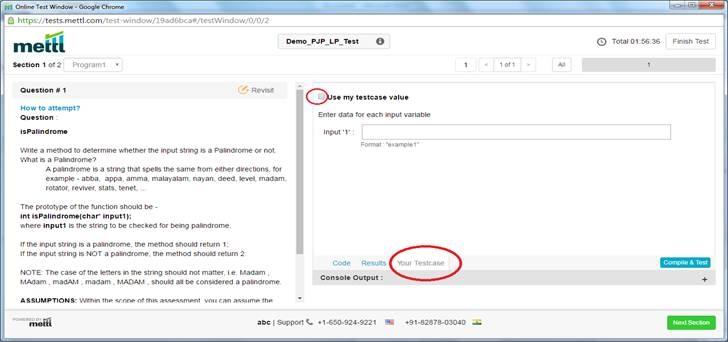 Online Test Window - Google Chrome
https://tests.mettl.com/test-window/19ad6bca#/testWindow/0/0/2
mettl
Demo_PJP_LP_Test
Total 01:56:36
Finish Test
Section 1 of 2
Program1
1
1 of 1
All
1
Question # 1
Revisit
How to attempt?
Question :
isPalindrome
Write a method to determine whether the input string is a Palindrome or not.
What is a Palindrome?
A palindrome is a string that spells the same from either directions, for
example - abba, appa, amma, malayalam, nayan, deed, level, madam,
rotator, reviver, stats, tenet, ...
The prototype of the function should be -
int isPalindrome(char* input1);
where input1 is the string to be checked for being palindrome.
If the input string is a palindrome, the method should return 1;
If the input string is NOT a palindrome, the method should return 2
NOTE: The case of the letters in the string should not matter, i.e. Madam ,
MAdam , madAM , madam , MADAM , should all be considered a palindrome.
ASSUMPTIONS: Within the scope of this assessment, you can assume the
Use my testcase value
Enter data for each input variable
Input '1' :
Format : "example1"
Code
Results
Your Testcase
Compile & Test
Console Output :
+
POWERED BY
mettl
abc | Support +1-650-924-9221 +91-82878-03040
Next Section